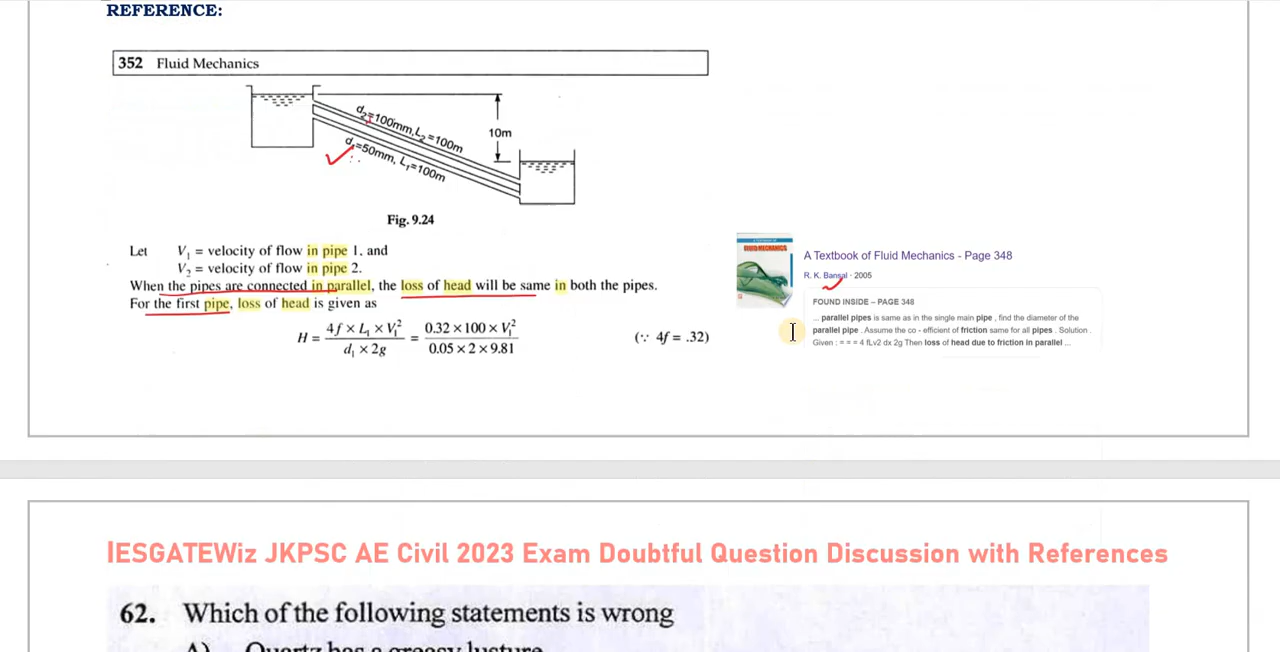 REFERENCE:
352 Fluid Mechanics
d₂=100mm, L₂=100m
10m
d₁=50mm, L₁=100m
Fig. 9.24
Let V₁ = velocity of flow in pipe 1, and
V₂ = velocity of flow in pipe 2.
When the pipes are connected in parallel, the loss of head will be same in both the pipes.
For the first pipe, loss of head is given as
H = (4f × L₁ × V₁²) / (d₁ × 2g) = (0.32 × 100 × V₁²) / (0.05 × 2 × 9.81) (∵ 4f = .32)
FLUID MECHANICS
A Textbook of Fluid Mechanics - Page 348
R. K. Bansal · 2005
FOUND INSIDE – PAGE 348
... parallel pipes is same as in the single main pipe , find the diameter of the
parallel pipe . Assume the co - efficient of friction same for all pipes . Solution .
Given : = = = 4 fLv2 dx 2g Then loss of head due to friction in parallel ...
IESGATEWiz JKPSC AE Civil 2023 Exam Doubtful Question Discussion with References
62. Which of the following statements is wrong
A) Quartz has a greasy lusture